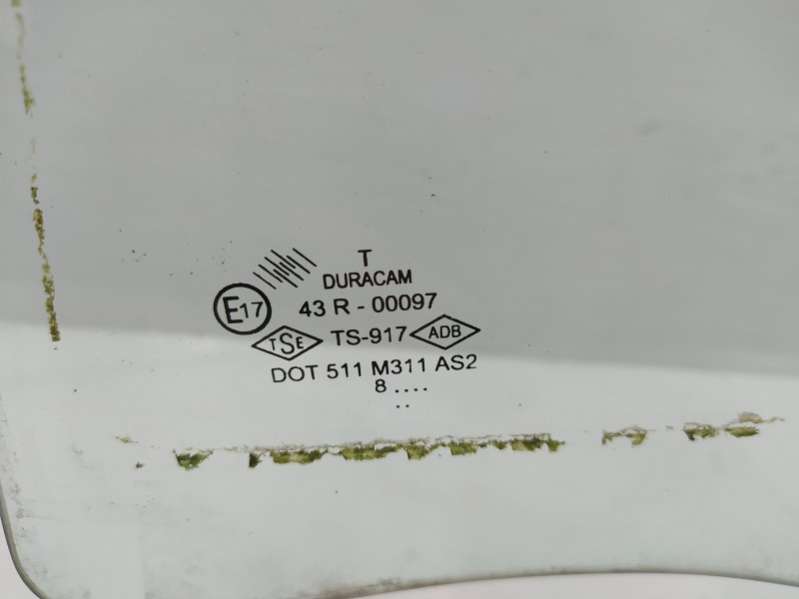 T
DURACAM
E17 43 R - 00097
TSE TS-917 ADB
DOT 511 M311 AS2
8 ....
..